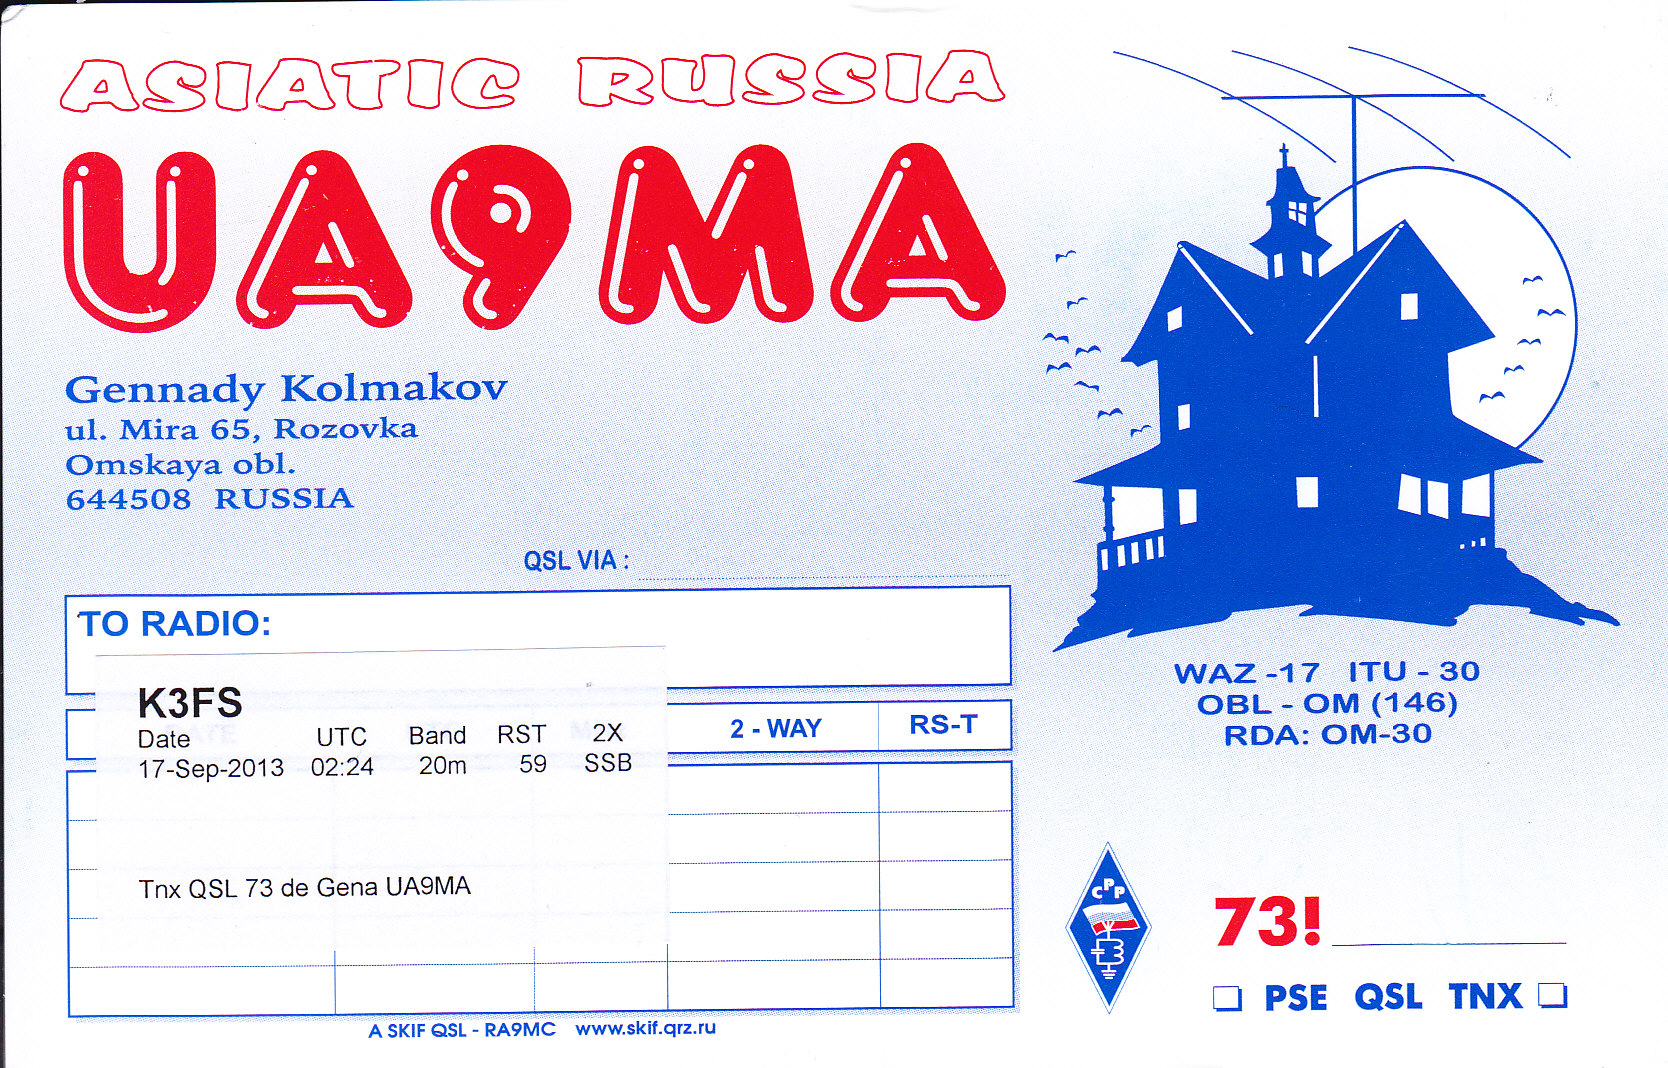 ASIATIC RUSSIA
UA9MA
Gennady Kolmakov
ul. Mira 65, Rozovka
Omskaya obl.
644508 RUSSIA
QSL VIA :
TO RADIO:
K3FS
Date UTC Band RST 2X
17-Sep-2013 02:24 20m 59 SSB
Tnx QSL 73 de Gena UA9MA
2 - WAY RS-T
WAZ -17 ITU - 30
OBL - OM (146)
RDA: OM-30
CPP
73!
PSE QSL TNX
A SKIF QSL - RA9MC www.skif.qrz.ru